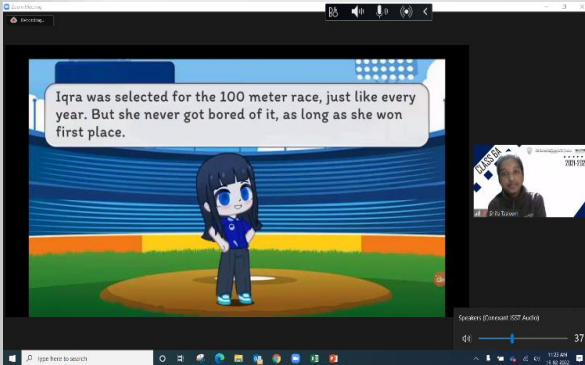 Zoom Meeting
Recording...
Iqra was selected for the 100 meter race, just like every
year. But she never got bored of it, as long as she won
first place.
CLASS 6A
Speakers (Conexant ISST Audio)
37
Type here to search
11:23 AM